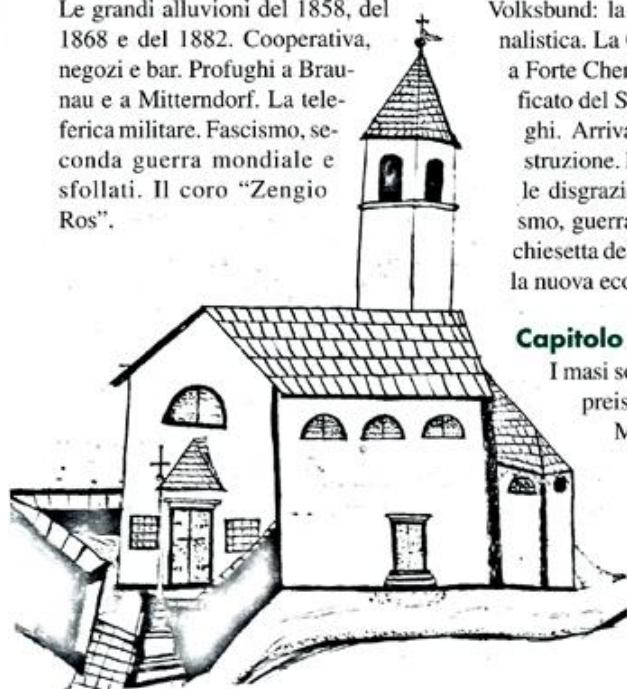 Le grandi alluvioni del 1858, del
1868 e del 1882. Cooperativa,
negozi e bar. Profughi a Brau-
nau e a Mitterndorf. La tele-
ferica militare. Fascismo, se-
conda guerra mondiale e
sfollati. Il coro “Zengio
Ros”.
Volksbund: la
nalistica. La
a Forte Cher
ficato del S
ghi. Arriva
struzione.
le disgrazi
smo, guerra
chiesetta de
la nuova eco
Capitolo
I masi s
preis
M